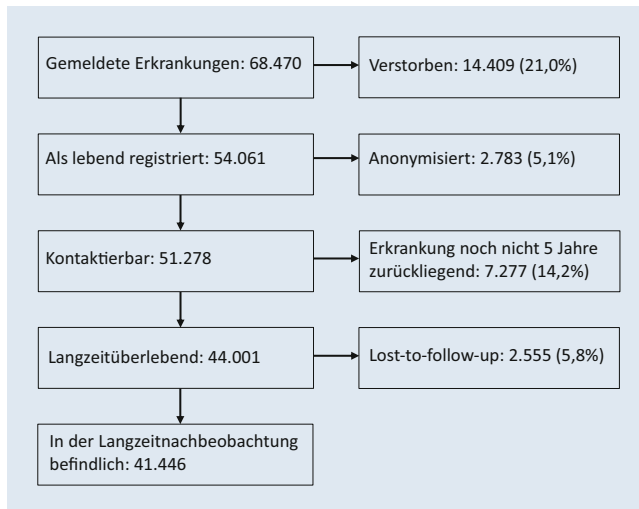 Gemeldete Erkrankungen: 68.470
Verstorben: 14.409 (21,0%)
Als lebend registriert: 54.061
Anonymisiert: 2.783 (5,1%)
Kontaktierbar: 51.278
Erkrankung noch nicht 5 Jahre
zurückliegend: 7.277 (14,2%)
Langzeitüberlebend: 44.001
Lost-to-follow-up: 2.555 (5,8%)
In der Langzeitnachbeobachtung
befindlich: 41.446